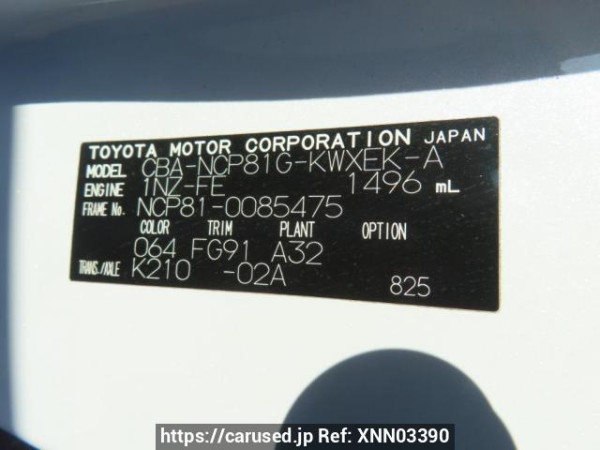 TOYOTA MOTOR CORPORATION JAPAN
MODEL CBA-NCP81G-KWXEK-A
ENGINE 1NZ-FE 1496 mL
FRAME No. NCP81-0085475
COLOR TRIM PLANT OPTION
064 FG91 A32
TRANS./AXLE K210 -02A
825
https://carused.jp Ref: XNN03390